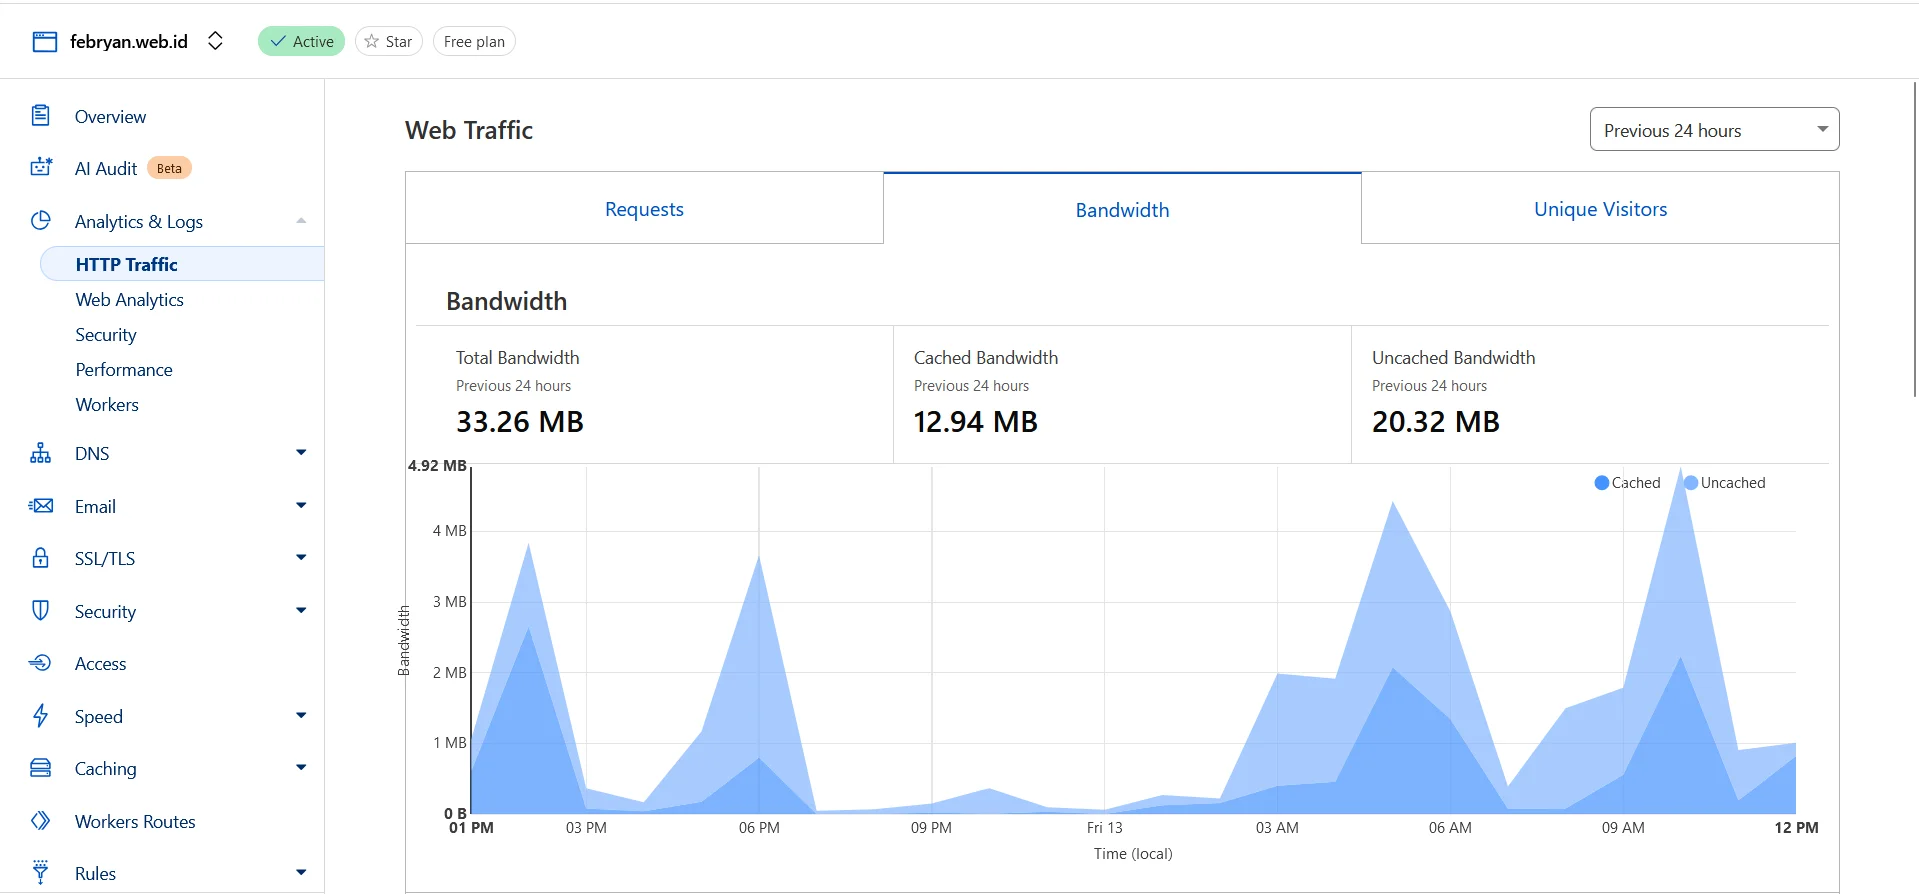 febryan.web.id Active Star Free plan
Overview
AI Audit Beta
Analytics & Logs
HTTP Traffic
Web Analytics
Security
Performance
Workers
DNS
Email
SSL/TLS
Security
Access
Speed
Caching
Workers Routes
Rules
Web Traffic
Previous 24 hours
Requests Bandwidth Unique Visitors
Bandwidth
Total Bandwidth
Previous 24 hours
33.26 MB
Cached Bandwidth
Previous 24 hours
12.94 MB
Uncached Bandwidth
Previous 24 hours
20.32 MB
Cached Uncached
4.92 MB
4 MB
3 MB
2 MB
1 MB
0 B
Bandwidth
01 PM 03 PM 06 PM 09 PM Fri 13 03 AM 06 AM 09 AM 12 PM
Time (local)